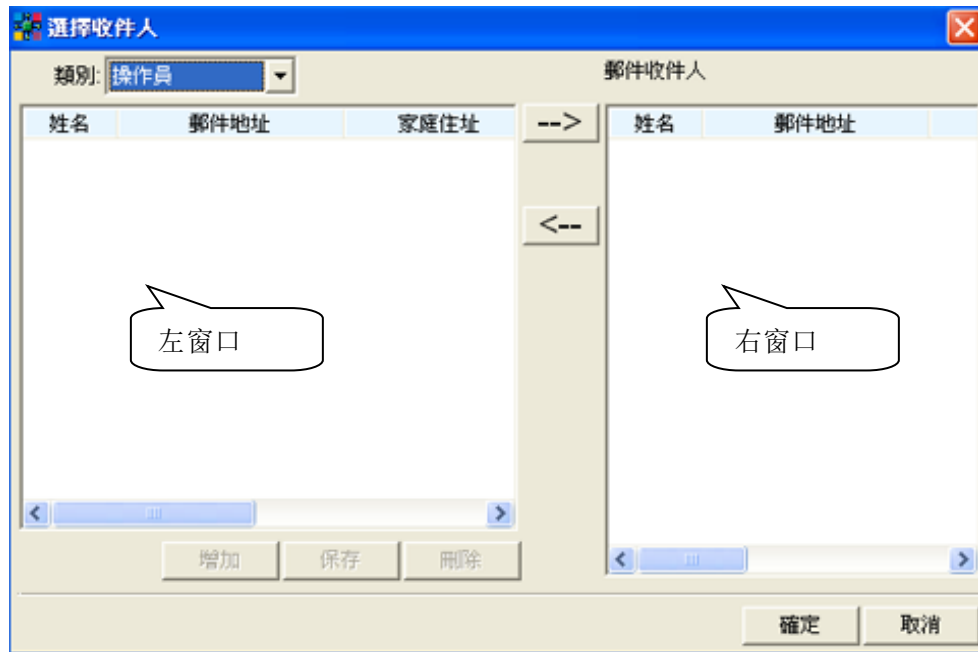 選擇收件人
類別: 操作員
郵件收件人
姓名 郵件地址 家庭住址
-->
姓名 郵件地址
<--
左窗口
右窗口
增加 保存 刪除
確定 取消